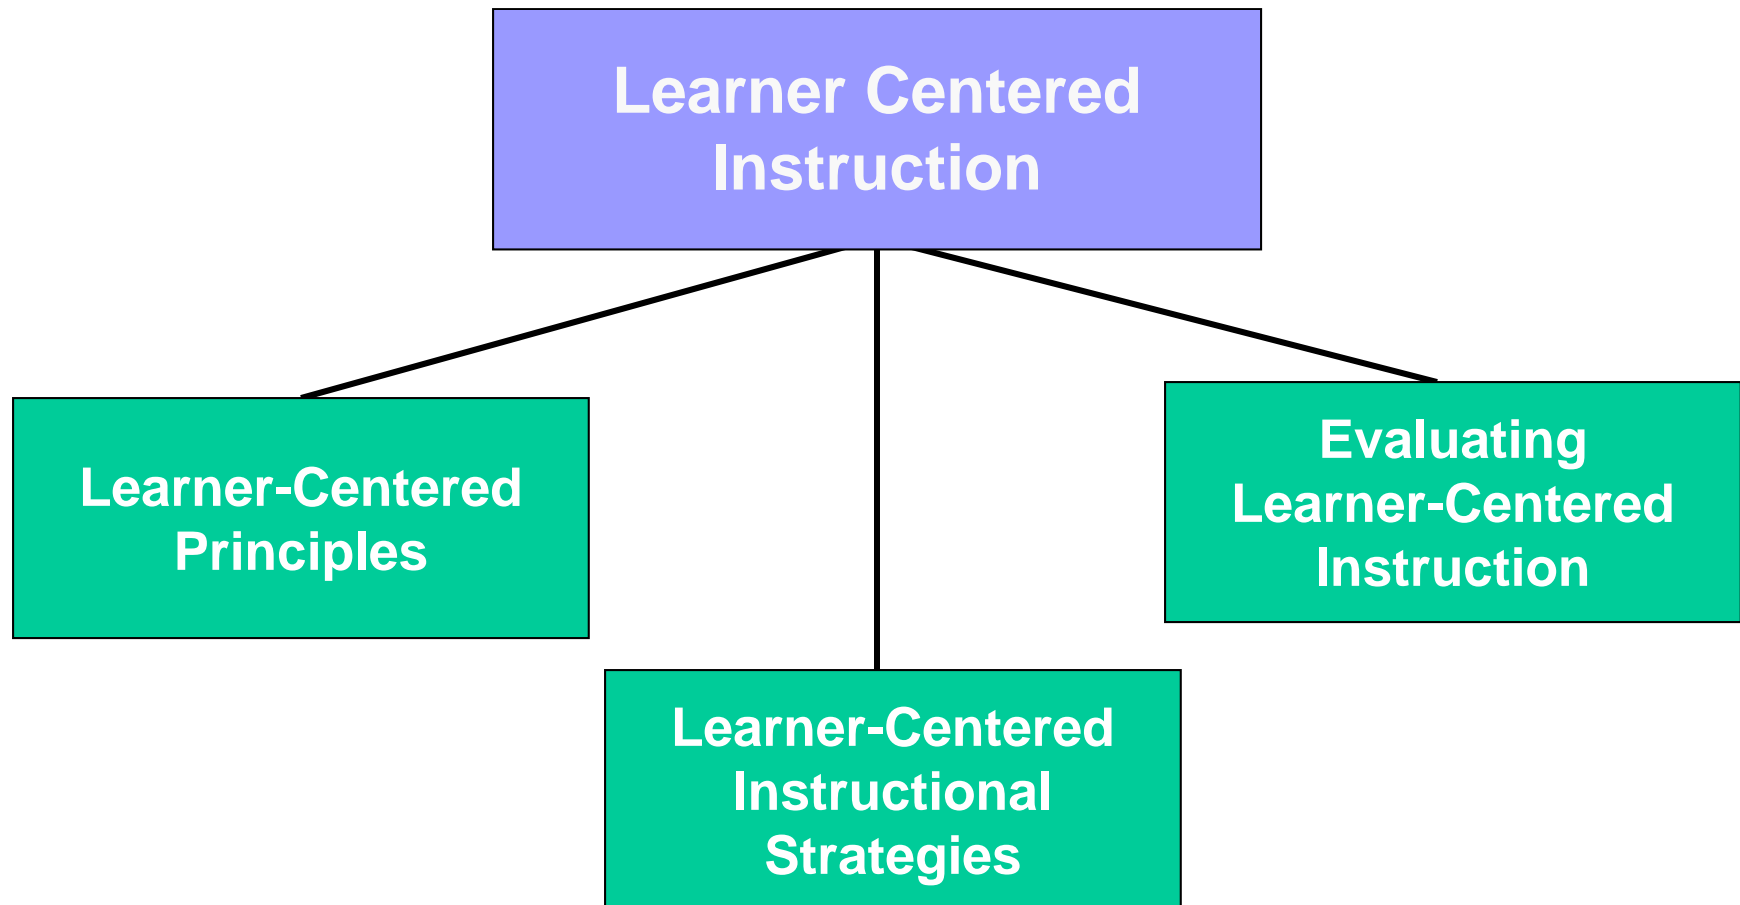 Learner Centered
Instruction
Learner-Centered
Principles
Learner-Centered
Instructional
Strategies
Evaluating
Learner-Centered
Instruction